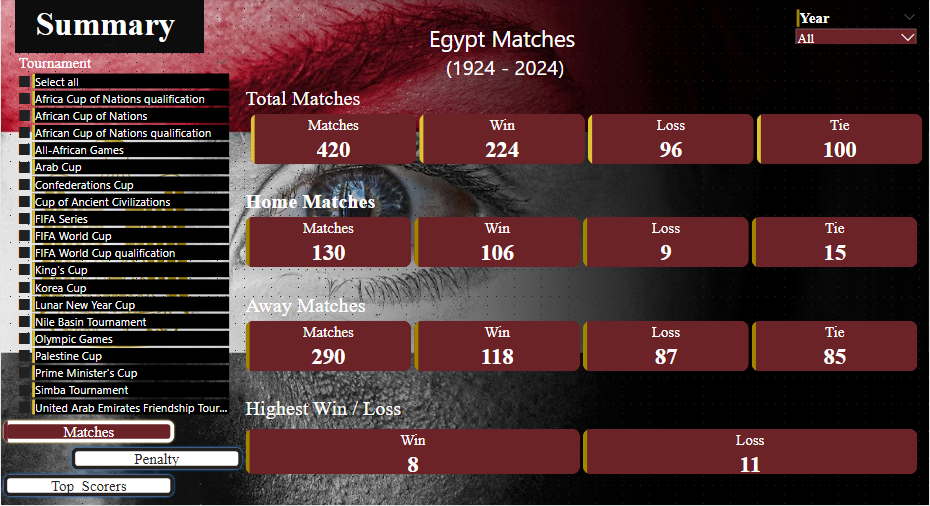 Summary
Egypt Matches
(1924 - 2024)
Year
All
Tournament
Select all
Africa Cup of Nations qualification
African Cup of Nations
African Cup of Nations qualification
All-African Games
Arab Cup
Confederations Cup
Cup of Ancient Civilizations
FIFA Series
FIFA World Cup
FIFA World Cup qualification
King's Cup
Korea Cup
Lunar New Year Cup
Nile Basin Tournament
Olympic Games
Palestine Cup
Prime Minister's Cup
Simba Tournament
United Arab Emirates Friendship Tour...
Matches
Penalty
Top Scorers
Total Matches
Matches Win Loss Tie
420 224 96 100
Home Matches
Matches Win Loss Tie
130 106 9 15
Away Matches
Matches Win Loss Tie
290 118 87 85
Highest Win / Loss
Win Loss
8 11